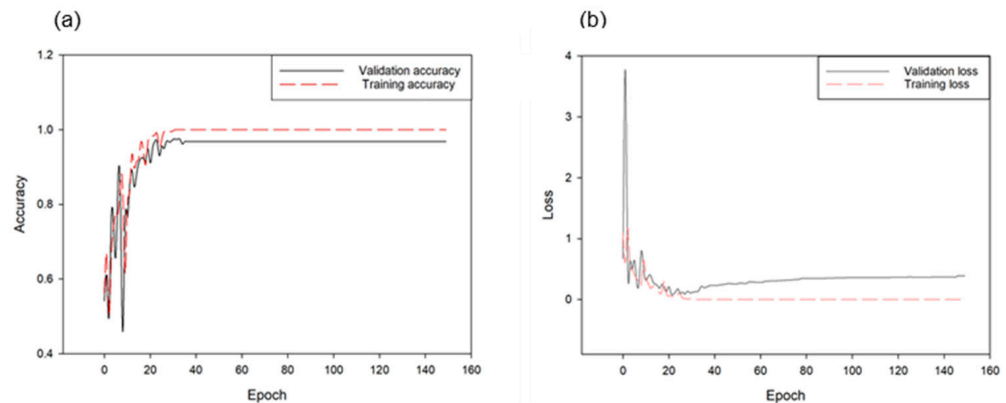 (a)
1.2
1.0
0.8
0.6
0.4
Accuracy
Validation accuracy
Training accuracy
0 20 40 60 80 100 120 140 160
Epoch
(b)
4
3
2
1
0
Loss
Validation loss
Training loss
0 20 40 60 80 100 120 140 160
Epoch